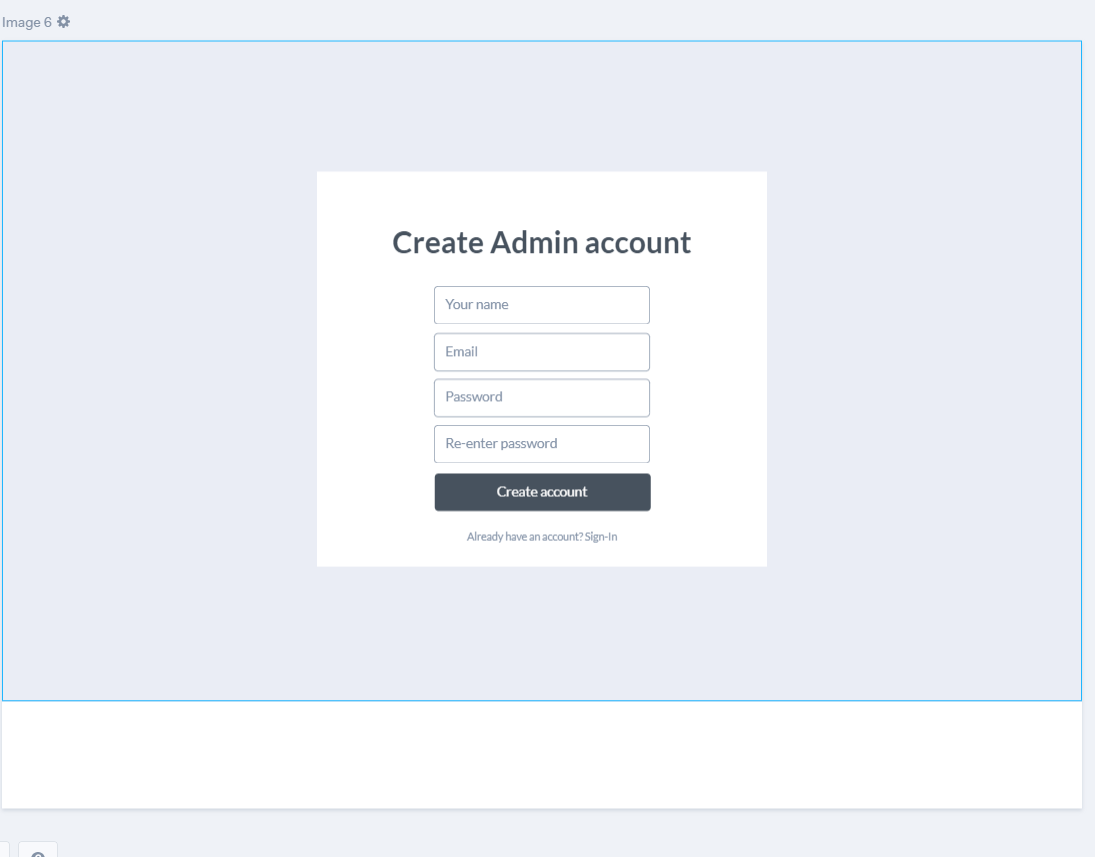 Image 6
Create Admin account
Your name
Email
Password
Re-enter password
Create account
Already have an account? Sign-In